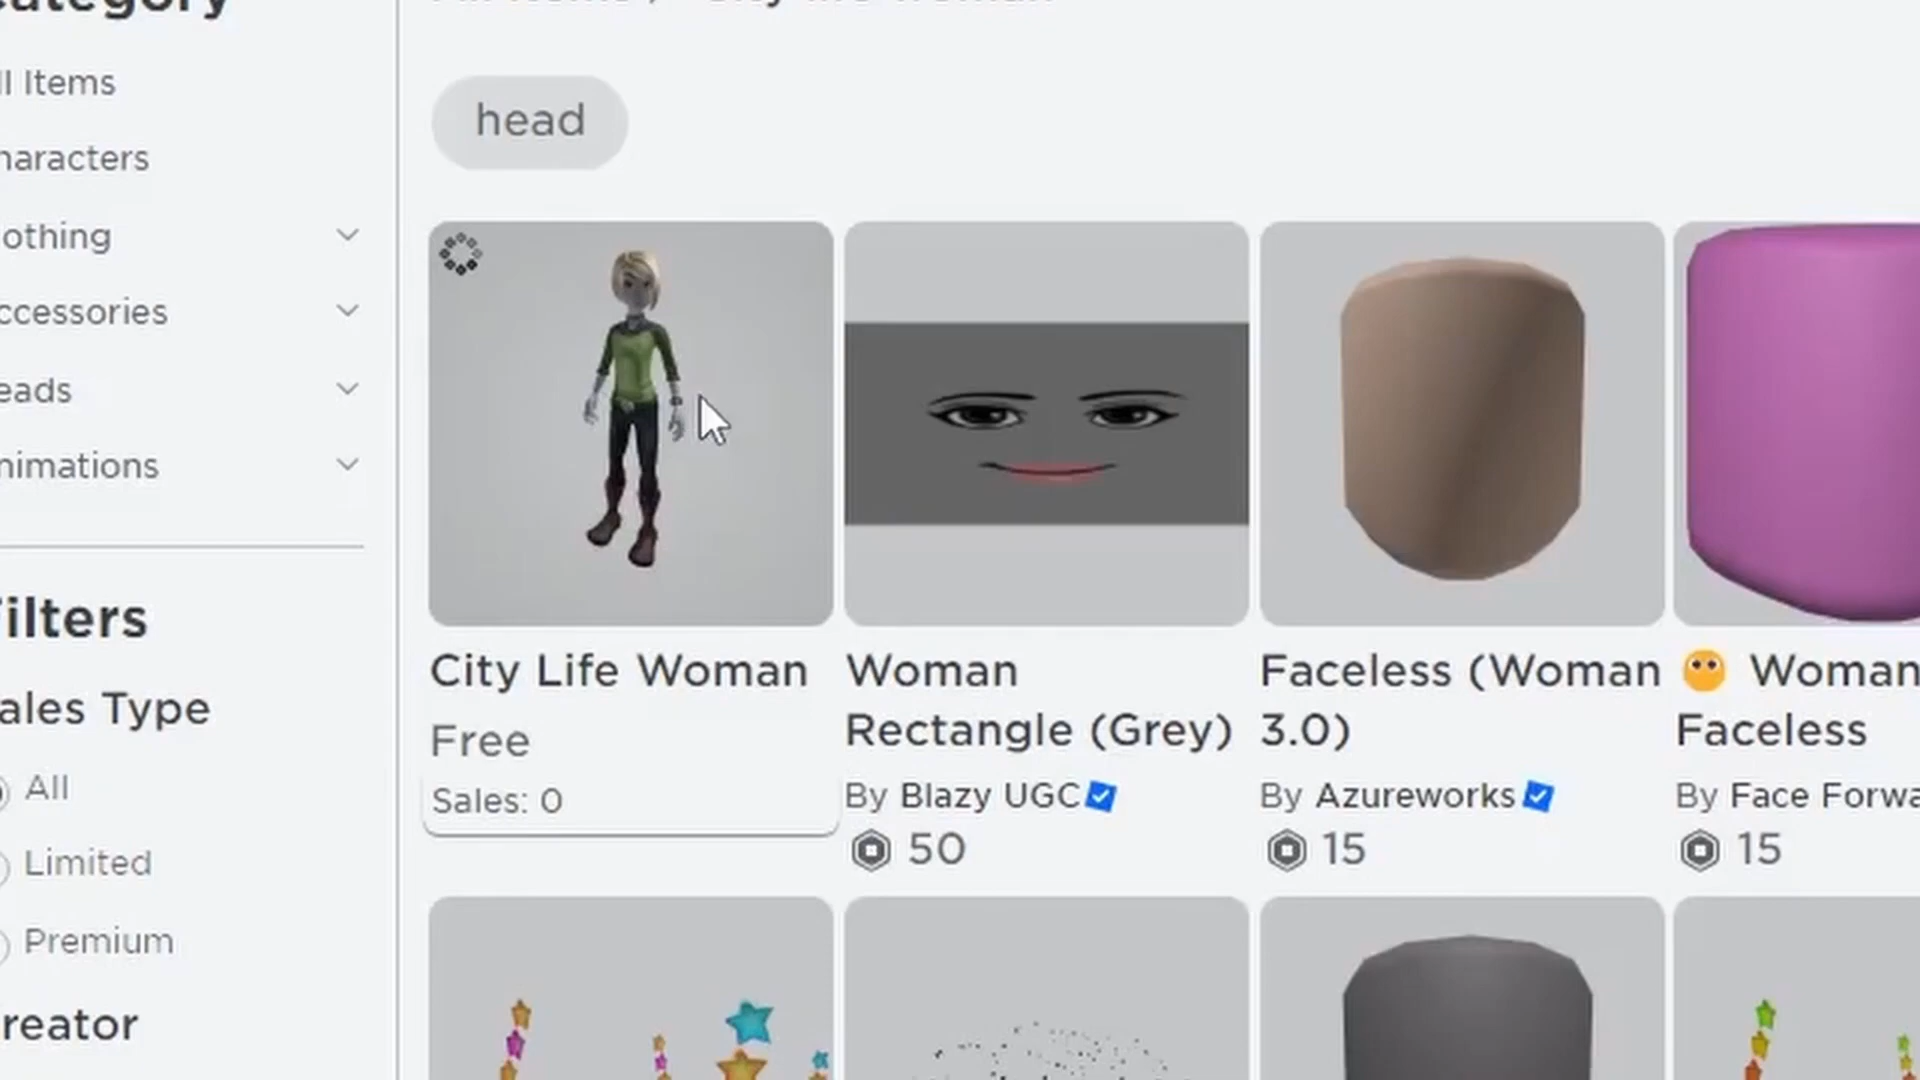 ll Items
haracters
othing
ccessories
eads
nimations
ilters
ales Type
All
Limited
Premium
reator
head
City Life Woman
Free
Sales: 0
Woman
Rectangle (Grey)
By Blazy UGC
50
Faceless (Woman
3.0)
By Azureworks
15
Woman
Faceless
By Face Forwa
15